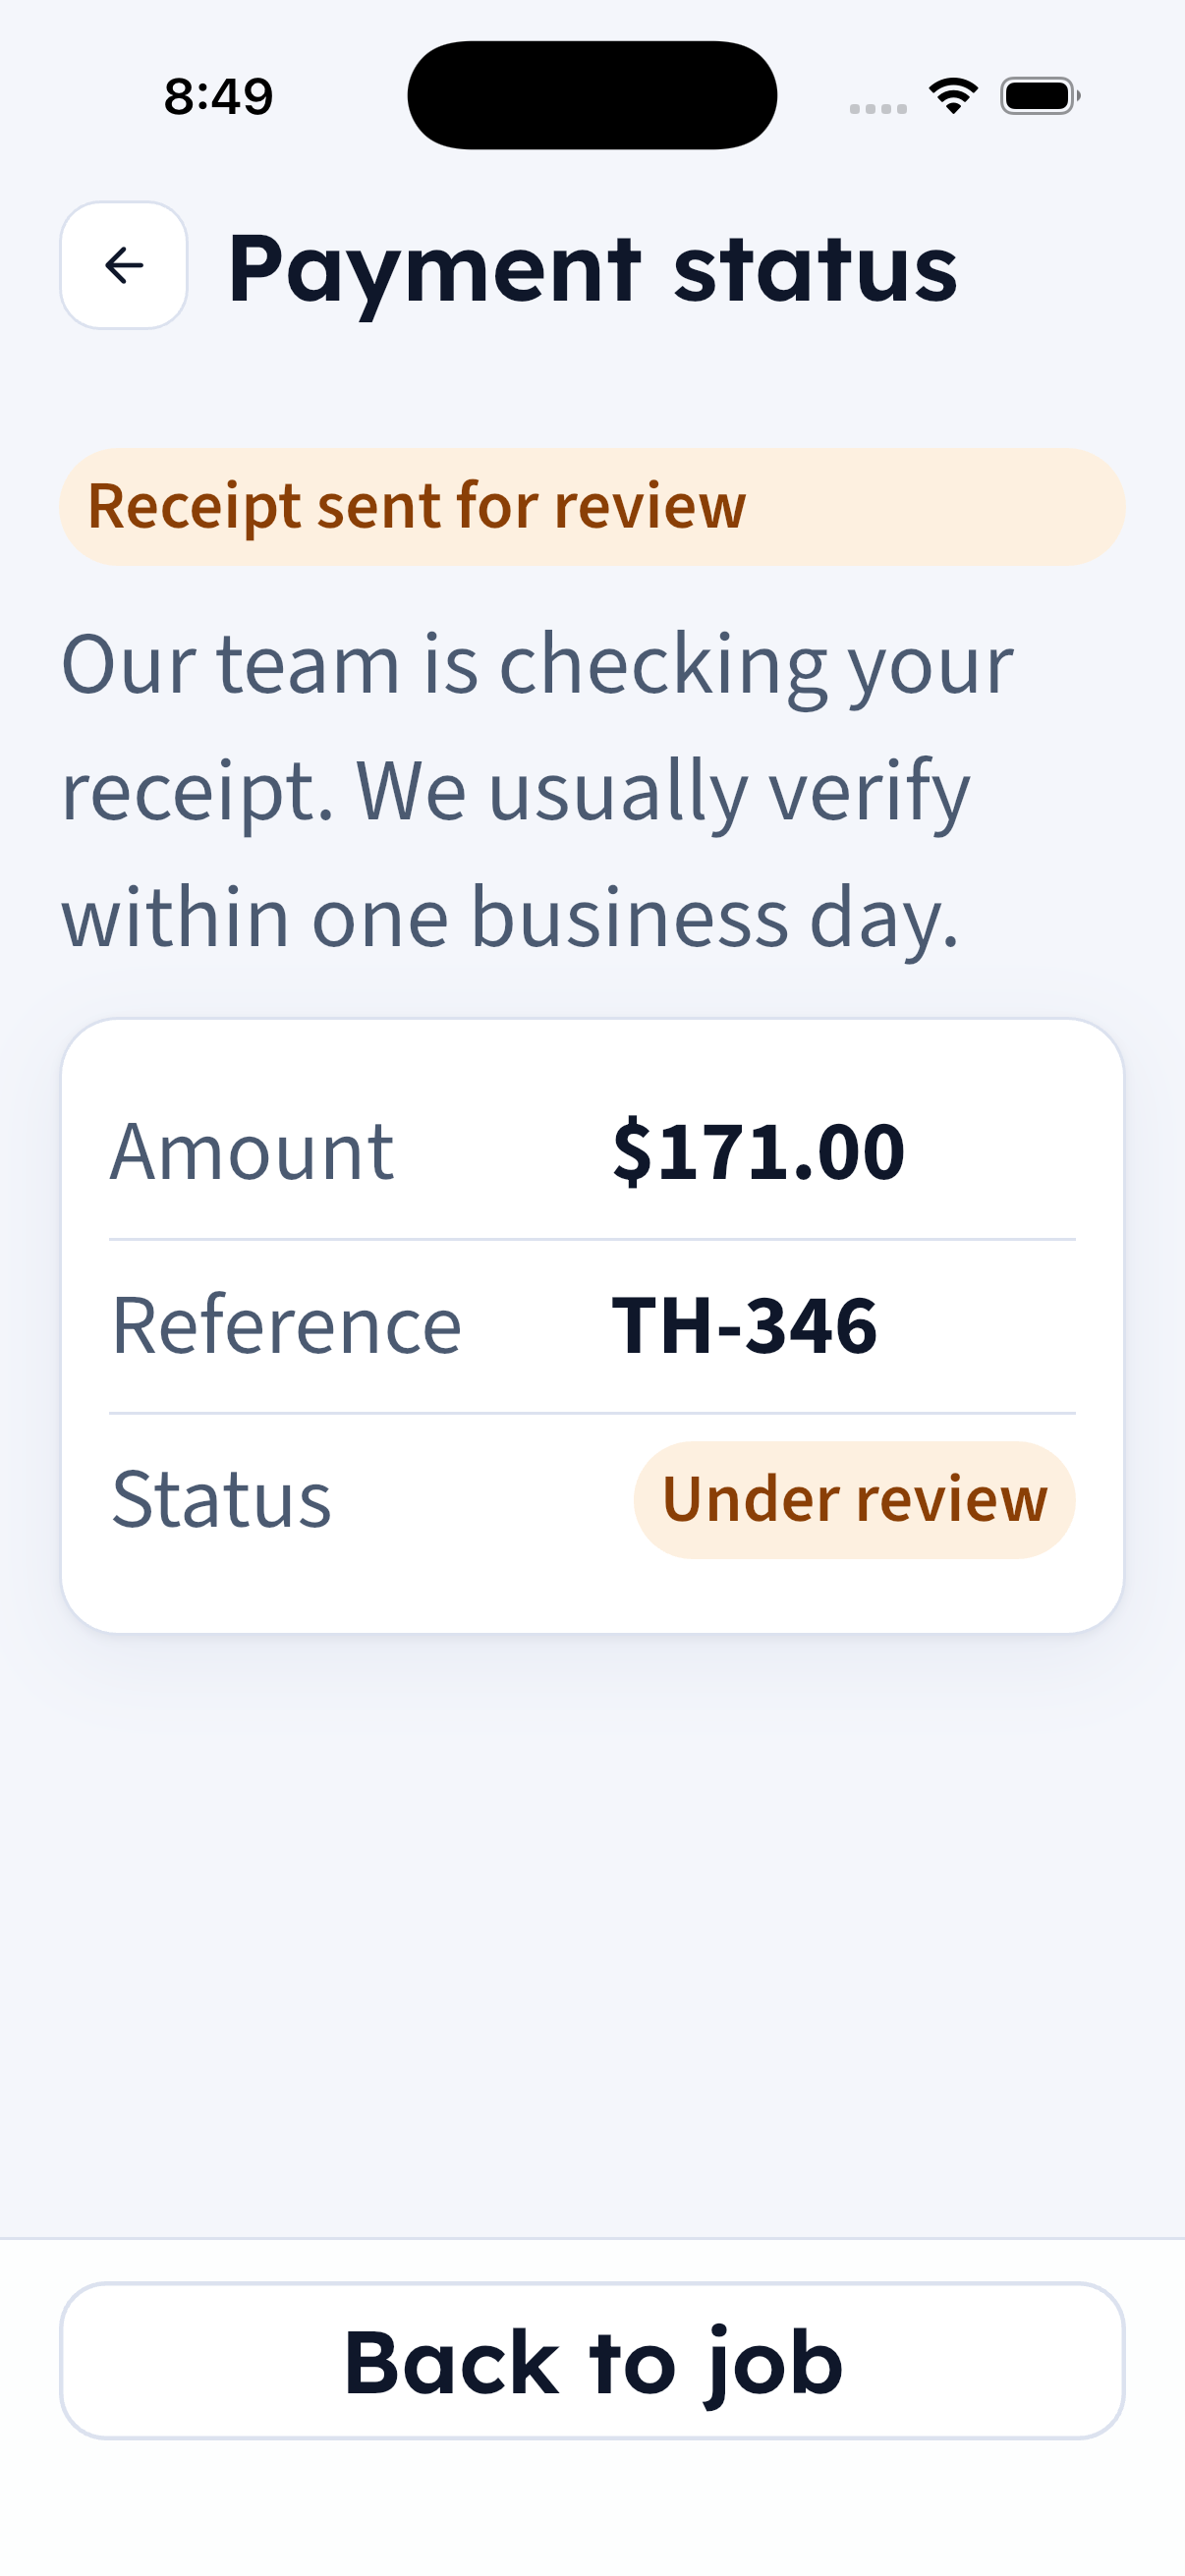 8:49
Payment status
Receipt sent for review
Our team is checking your
receipt. We usually verify
within one business day.
Amount $171.00
Reference TH-346
Status Under review
Back to job